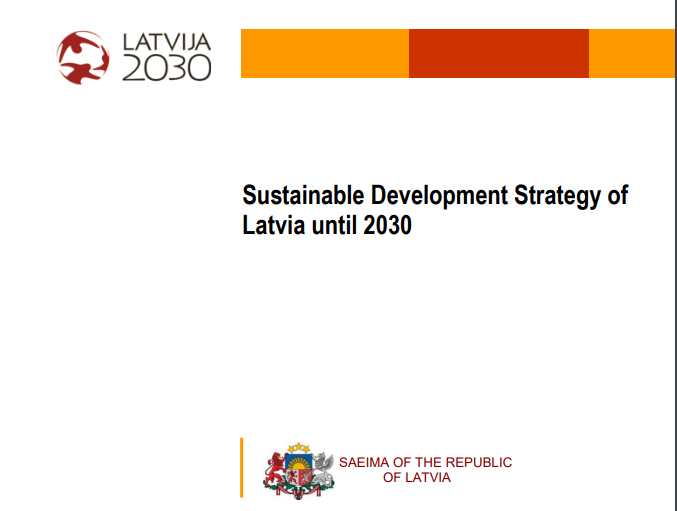 LATVIJA
2030
Sustainable Development Strategy of
Latvia until 2030
SAEIMA OF THE REPUBLIC
OF LATVIA